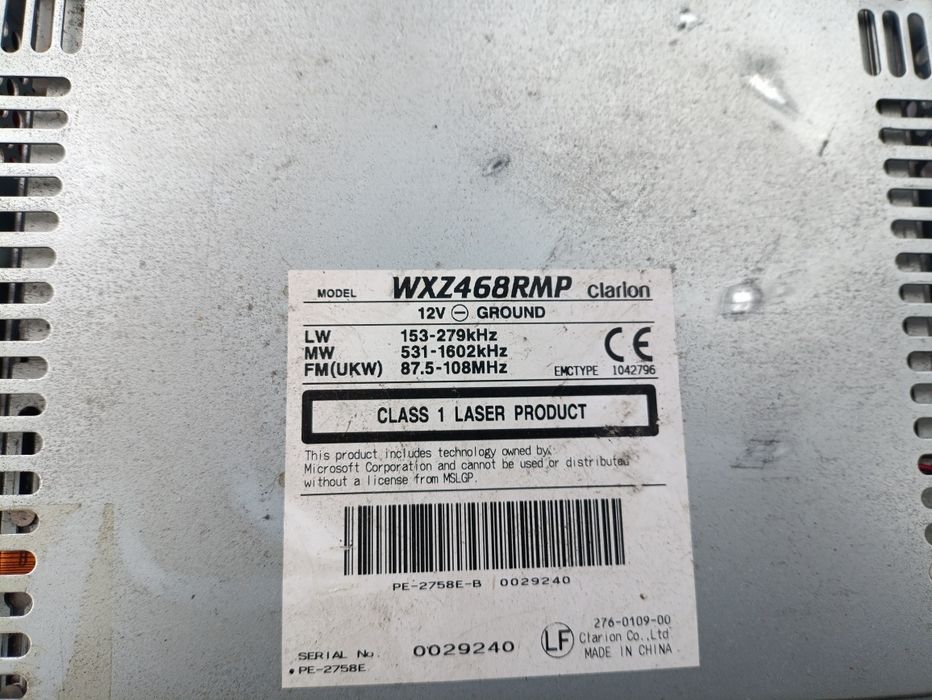 MODEL WXZ468RMP clarion
12V ⊖ GROUND
LW 153-279kHz
MW 531-1602kHz
FM(UKW) 87.5-108MHz
CE
EMCTYPE 1042796
CLASS 1 LASER PRODUCT
This product includes technology owned by
Microsoft Corporation and cannot be used or distributed
without a license from MSLGP.
PE-2758E-B 0029240
276-0109-00
LF Clarion Co.,Ltd
MADE IN CHINA
SERIAL No. 0029240
PE-2758E